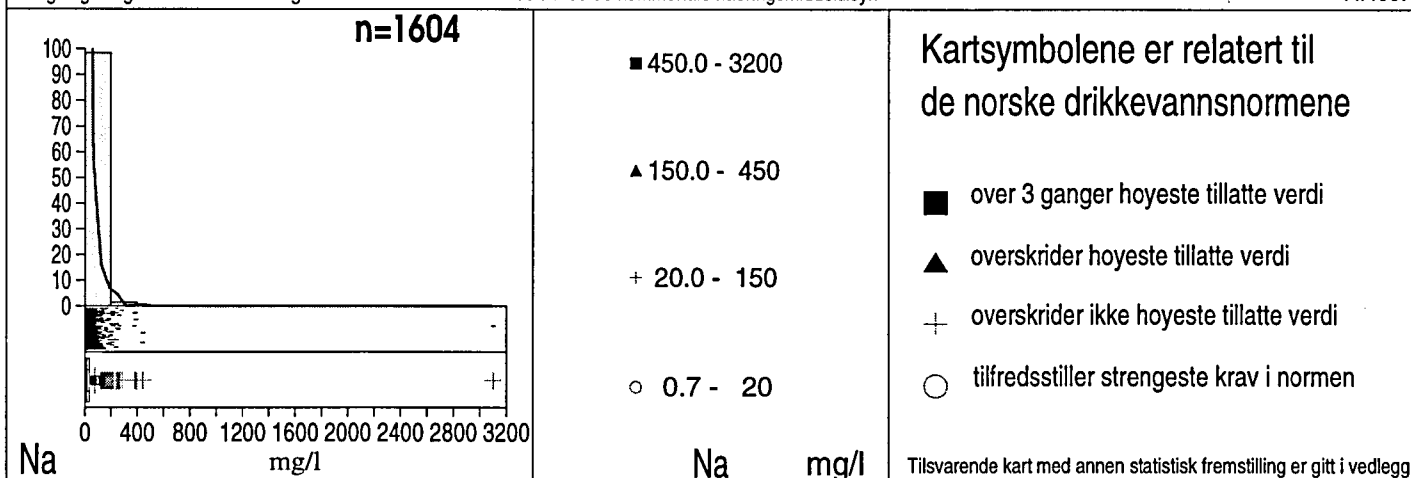 n=1604
100
90
80
70
60
50
40
30
20
10
0
0 400 800 1200 1600 2000 2400 2800 3200
Na mg/l
■ 450.0 - 3200
▲ 150.0 - 450
+ 20.0 - 150
○ 0.7 - 20
Na mg/l
Kartsymbolene er relatert til
de norske drikkevannsnormene
■ over 3 ganger hoyeste tillatte verdi
▲ overskrider hoyeste tillatte verdi
+ overskrider ikke hoyeste tillatte verdi
○ tilfredsstiller strengeste krav i normen
Tilsvarende kart med annen statistisk fremstilling er gitt i vedlegg